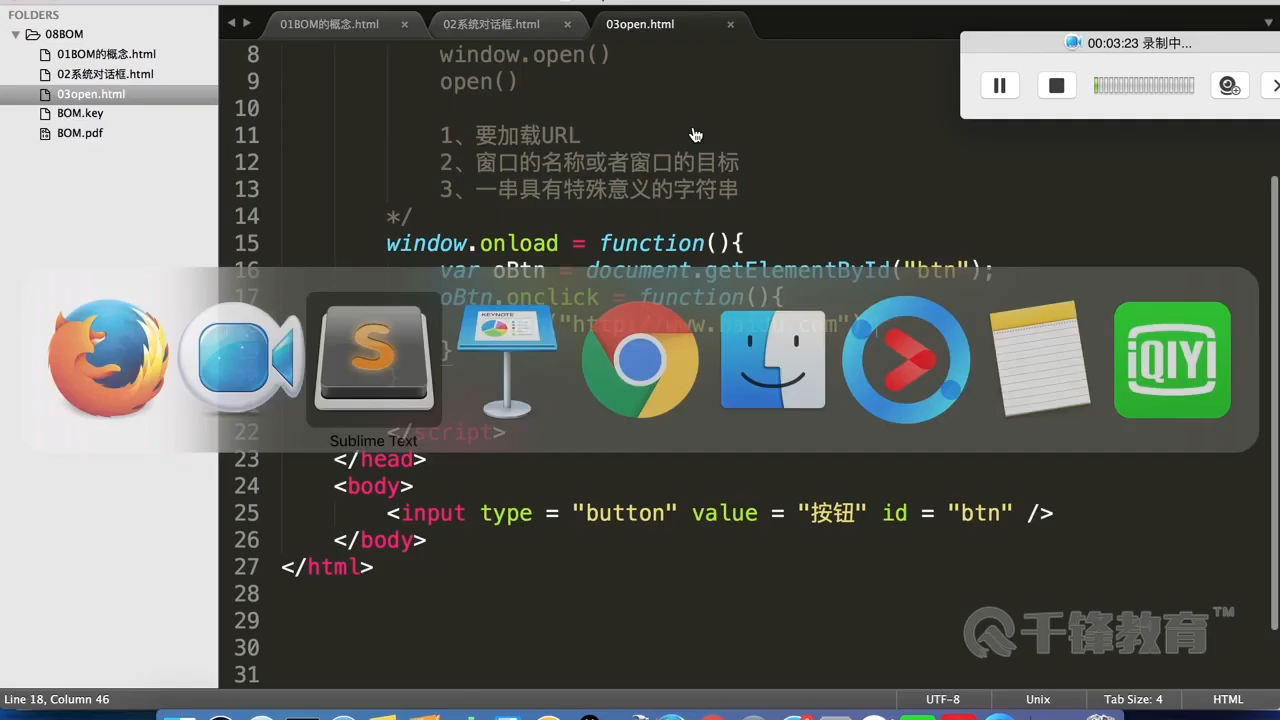 FOLDERS
08BOM
01BOM的概念.html
02系统对话框.html
03open.html
BOM.key
BOM.pdf
01BOM的概念.html
02系统对话框.html
03open.html
00:03:23 录制中...
8 window.open()
9 open()
10
11 1、要加载URL
12 2、窗口的名称或者窗口的目标
13 3、一串具有特殊意义的字符串
14 */
15 window.onload = function(){
16 var oBtn = document.getElementById("btn");
17 oBtn.onclick = function(){
("http://www.baidu.com")
}
22 </script>
23 </head>
24 <body>
25 <input type = "button" value = "按钮" id = "btn" />
26 </body>
27 </html>
28
29
30
31
KEYNOTE
iQIYI
Sublime Text
千锋教育™
Line 18, Column 46
UTF-8
Unix
Tab Size: 4
HTML